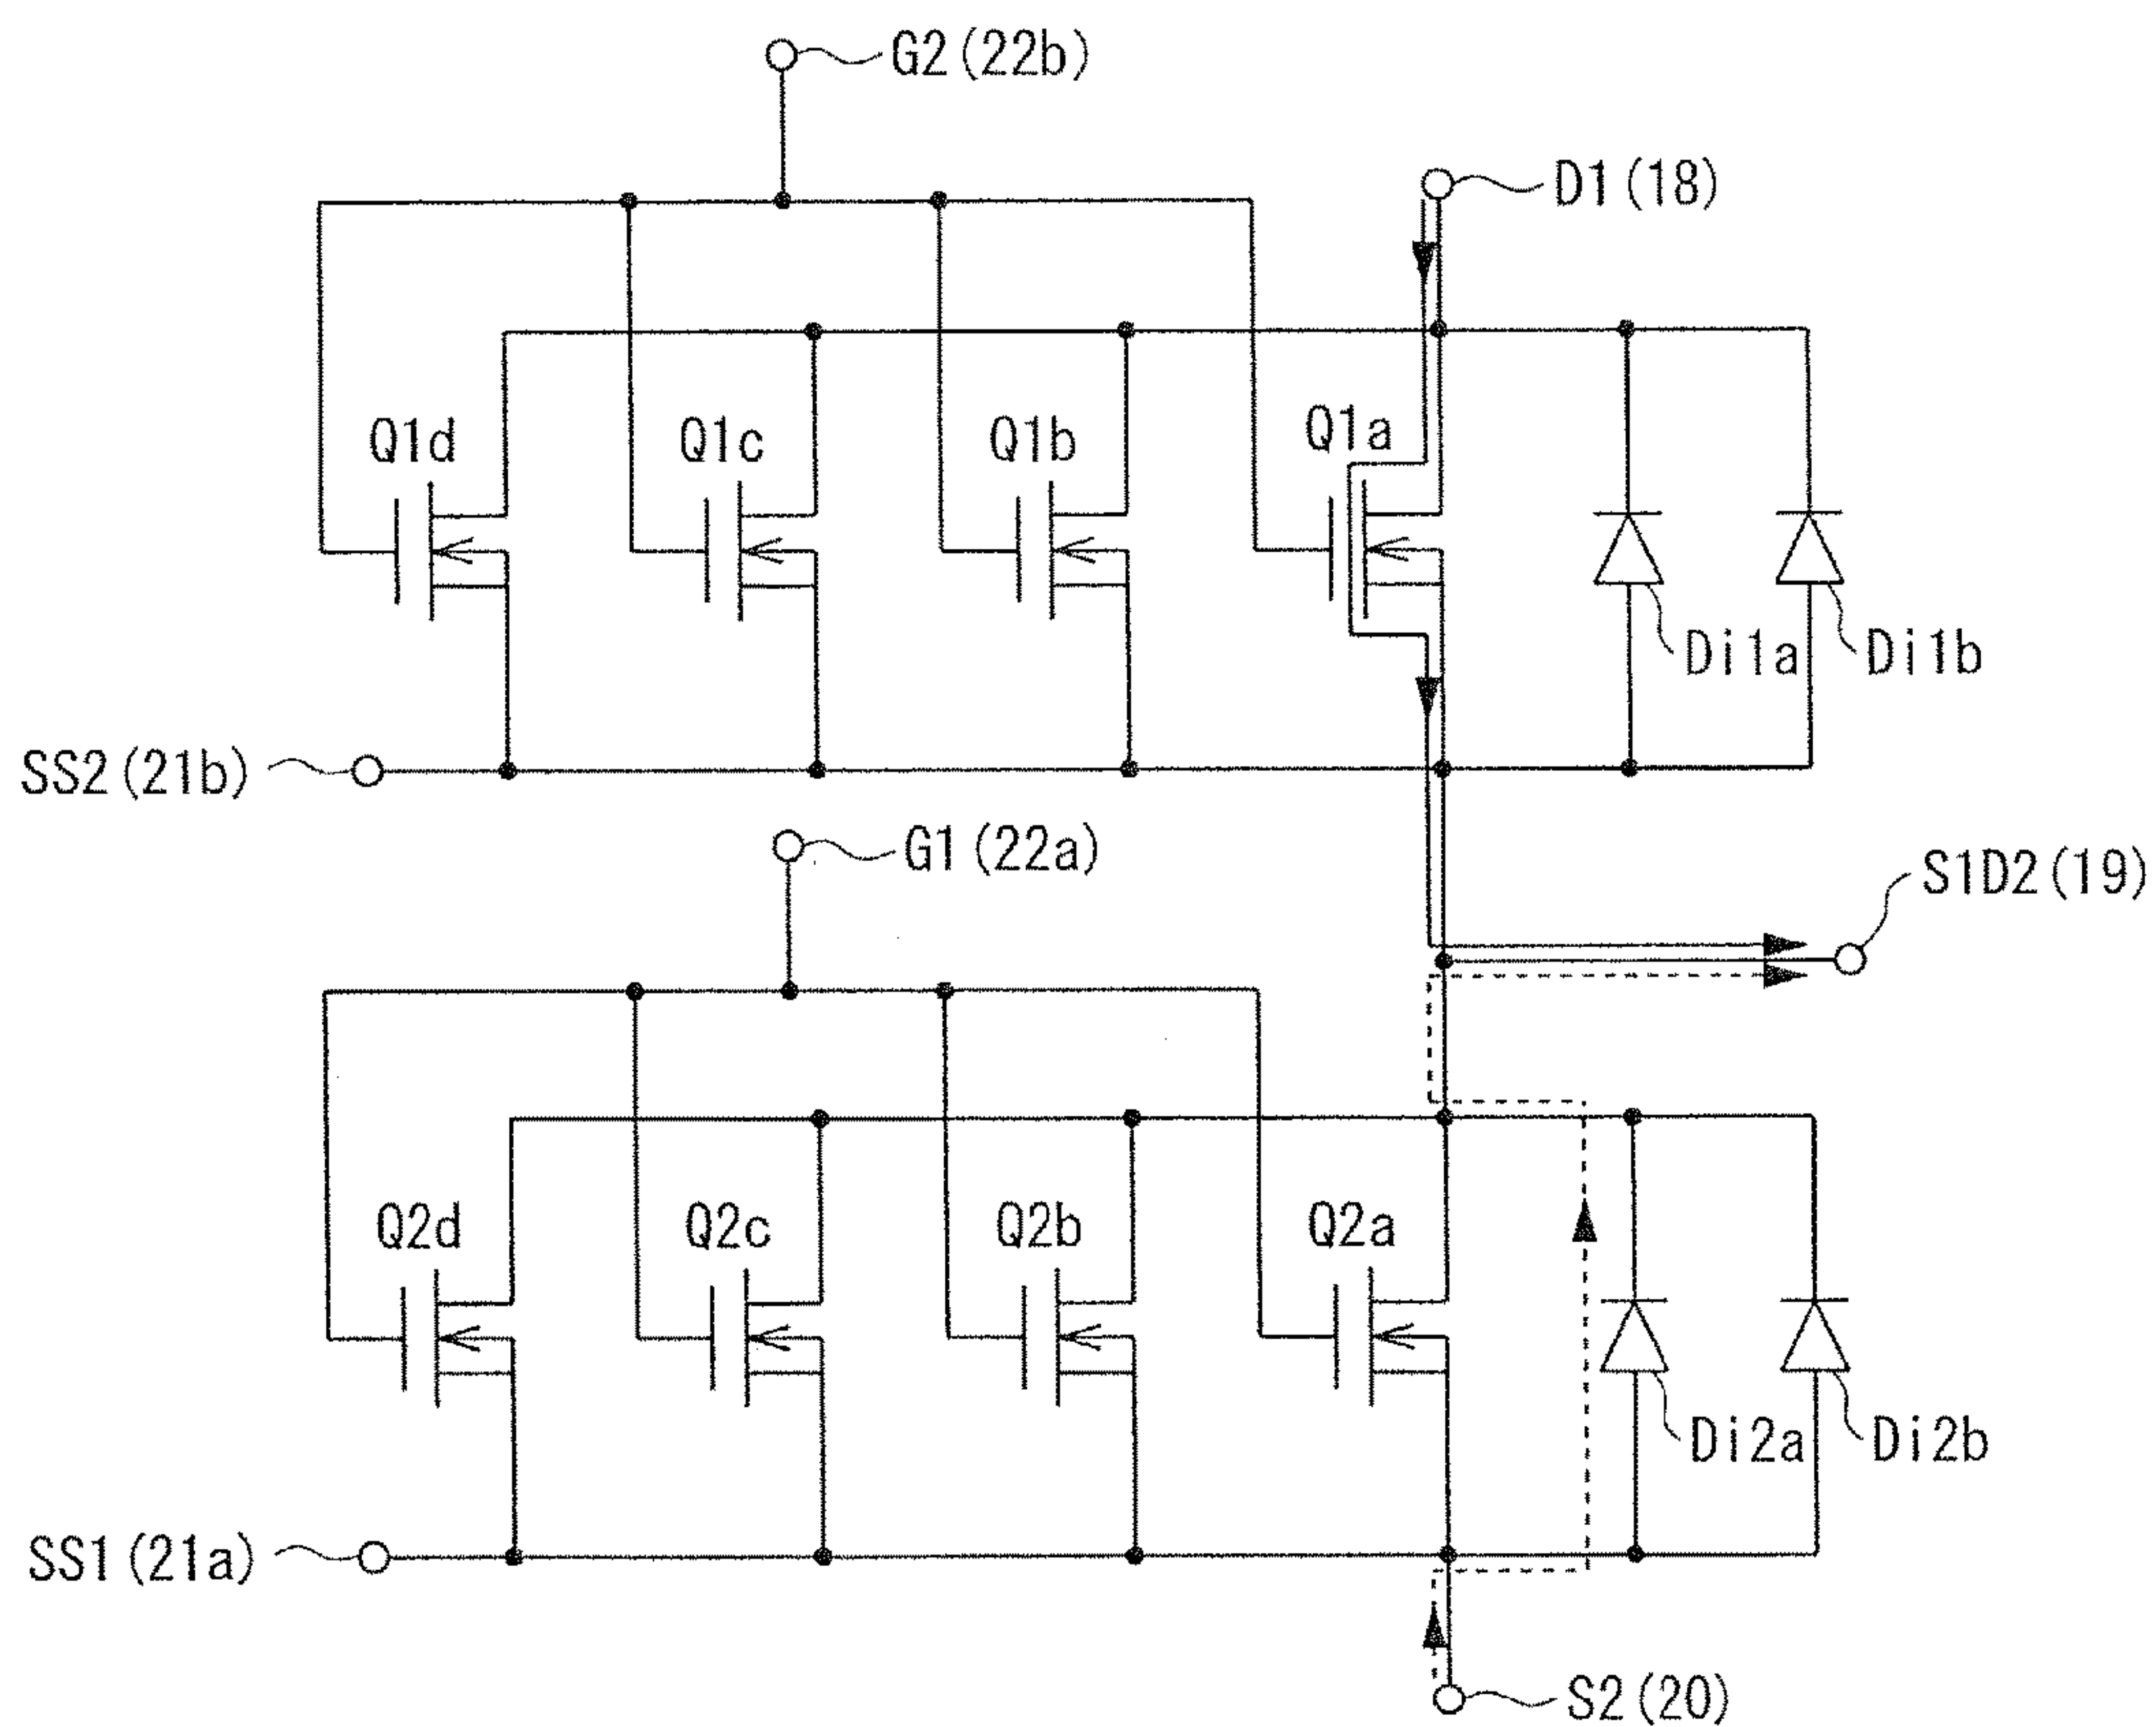 G2(22b)
D1(18)
Q1d
Q1c
Q1b
Q1a
Di1a
Di1b
SS2(21b)
G1(22a)
S1D2(19)
Q2d
Q2c
Q2b
Q2a
Di2a
Di2b
SS1(21a)
S2(20)